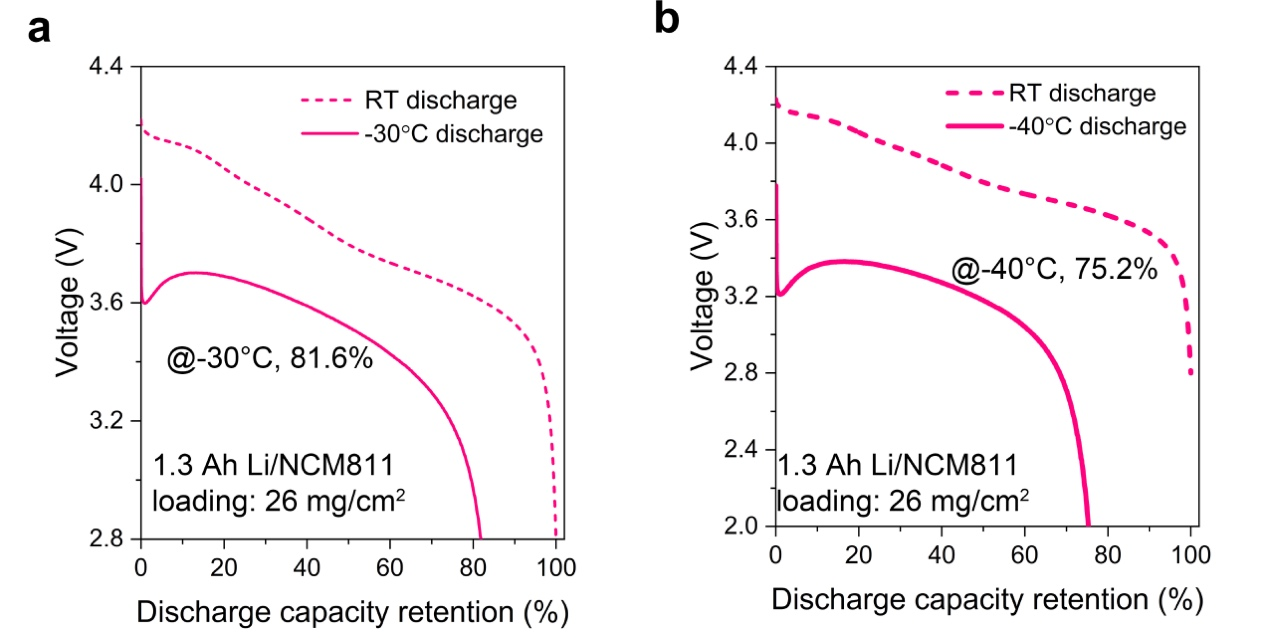 a
4.4
4.0
3.6
3.2
2.8
Voltage (V)
RT discharge
-30°C discharge
@-30°C, 81.6%
1.3 Ah Li/NCM811
loading: 26 mg/cm²
0 20 40 60 80 100
Discharge capacity retention (%)
b
4.4
4.0
3.6
3.2
2.8
2.4
2.0
Voltage (V)
RT discharge
-40°C discharge
@-40°C, 75.2%
1.3 Ah Li/NCM811
loading: 26 mg/cm²
0 20 40 60 80 100
Discharge capacity retention (%)